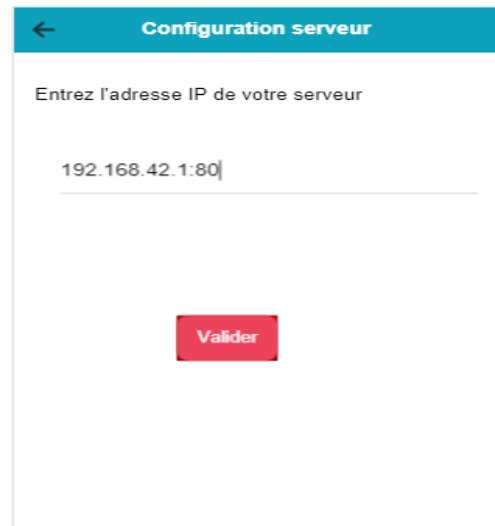 Configuration serveur
Entrez l'adresse IP de votre serveur
192.168.42.1:80
Valider